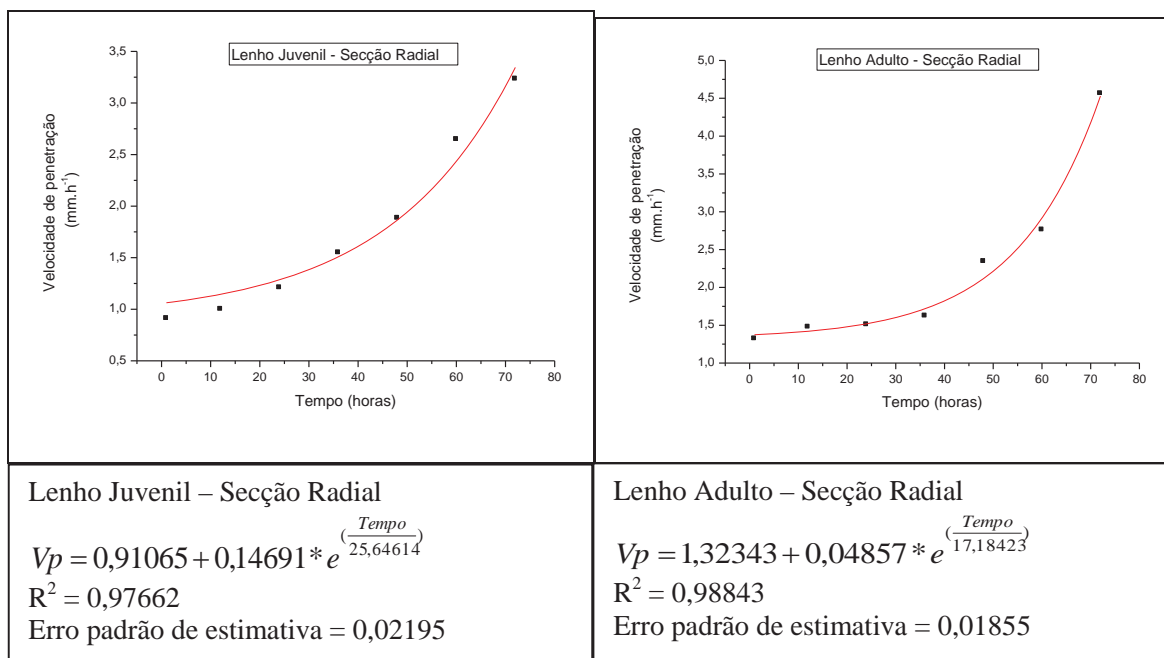 Lenho Juvenil - Secção Radial
Velocidade de penetração
(mm.h-1)
3,5
3,0
2,5
2,0
1,5
1,0
0,5
0 10 20 30 40 50 60 70 80
Tempo (horas)
Lenho Adulto - Secção Radial
Velocidade de penetração
(mm.h-1)
5,0
4,5
4,0
3,5
3,0
2,5
2,0
1,5
1,0
0 10 20 30 40 50 60 70 80
Tempo (horas)
Lenho Juvenil – Secção Radial
Vp = 0,91065 + 0,14691 * e^(Tempo/25,64614)
R² = 0,97662
Erro padrão de estimativa = 0,02195
Lenho Adulto – Secção Radial
Vp = 1,32343 + 0,04857 * e^(Tempo/17,18423)
R² = 0,98843
Erro padrão de estimativa = 0,01855